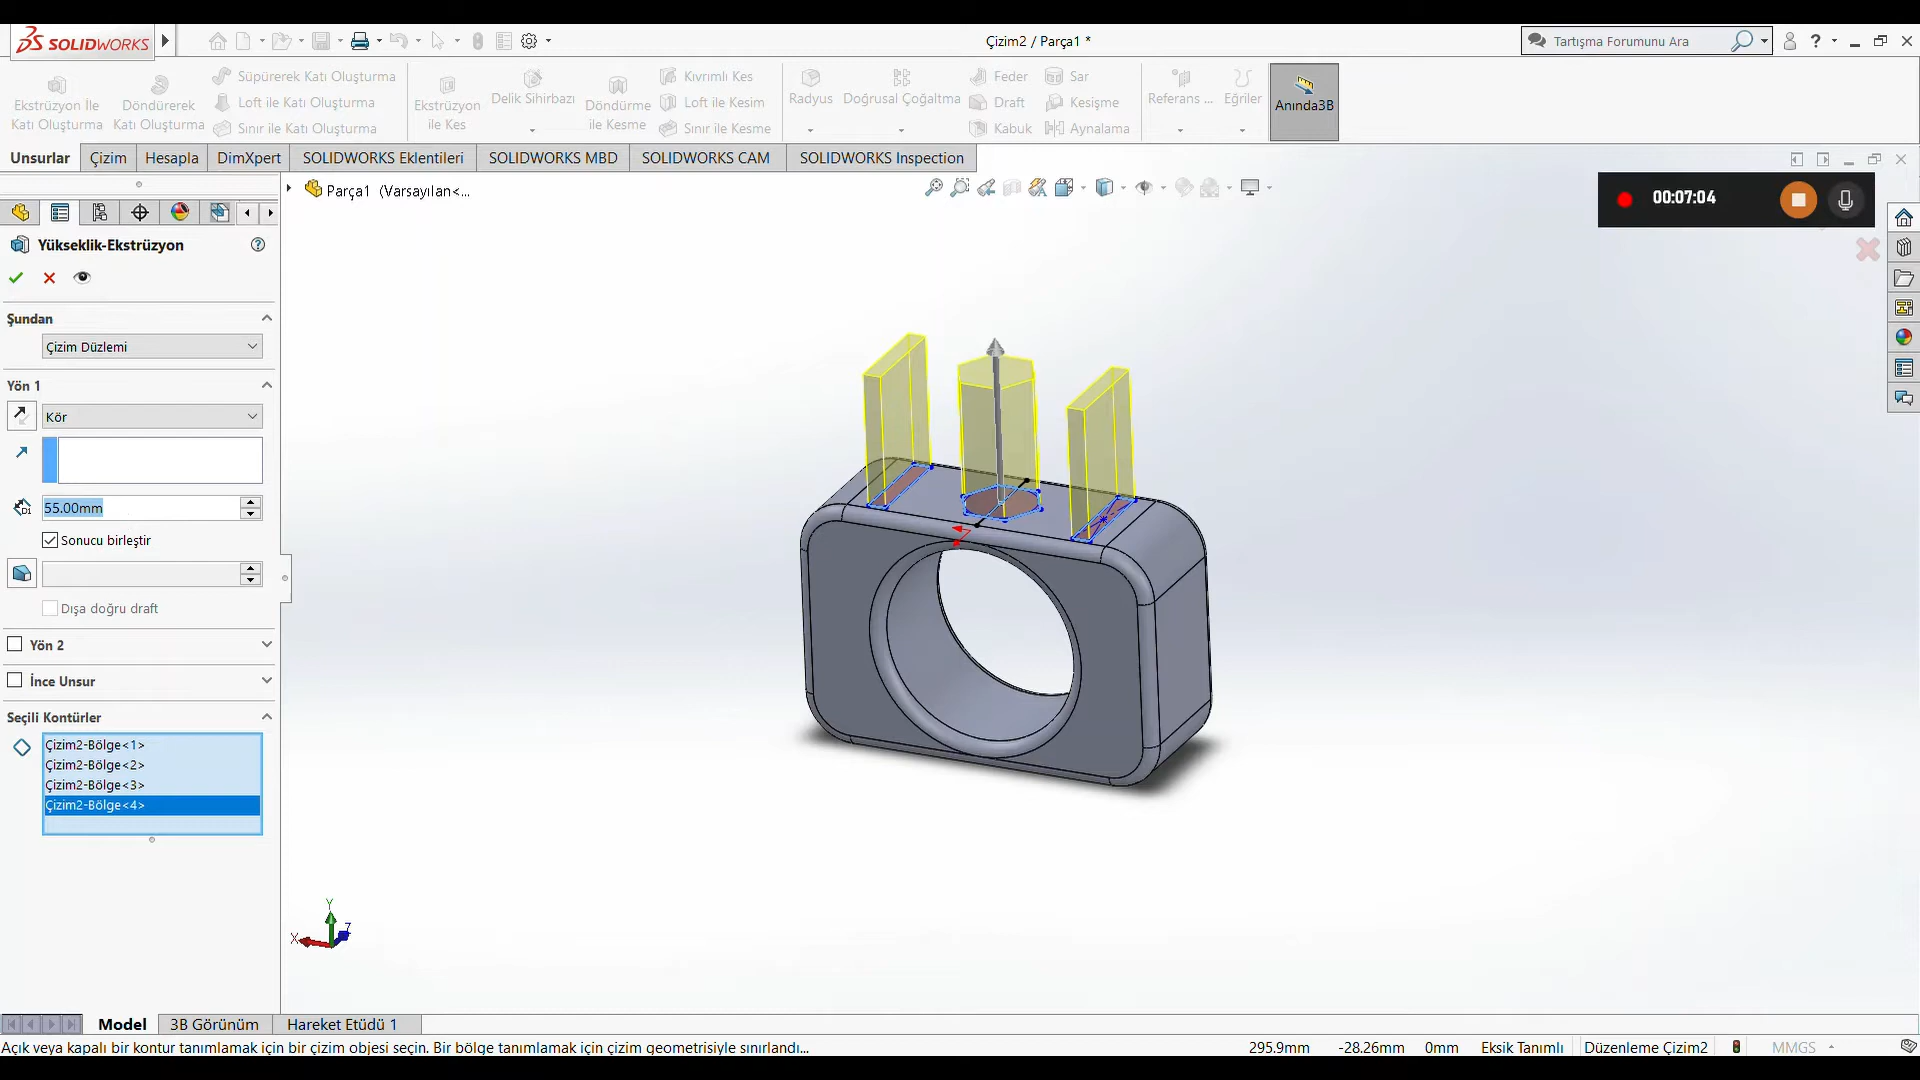 SOLIDWORKS
Çizim2 / Parça1 *
Tartışma Forumunu Ara
?
Ekstrüzyon İle
Katı Oluşturma
Döndürerek
Katı Oluşturma
Süpürerek Katı Oluşturma
Loft ile Katı Oluşturma
Sınır ile Katı Oluşturma
Ekstrüzyon
ile Kes
Delik Sihirbazı
Döndürme
ile Kesme
Kıvrımlı Kes
Loft ile Kesim
Sınır ile Kesme
Radyus
Doğrusal Çoğaltma
Feder
Draft
Kabuk
Sar
Kesişme
Aynalama
Referans ...
Eğriler
Anında3B
Unsurlar
Çizim
Hesapla
DimXpert
SOLIDWORKS Eklentileri
SOLIDWORKS MBD
SOLIDWORKS CAM
SOLIDWORKS Inspection
Parça1 (Varsayılan<...
00:07:04
Yükseklik-Ekstrüzyon
?
Şundan
Çizim Düzlemi
Yön 1
Kör
D1
55.00mm
Sonucu birleştir
Dışa doğru draft
Yön 2
İnce Unsur
Seçili Kontürler
Çizim2-Bölge<1>
Çizim2-Bölge<2>
Çizim2-Bölge<3>
Çizim2-Bölge<4>
Y
X
Z
Model
3B Görünüm
Hareket Etüdü 1
Açık veya kapalı bir kontur tanımlamak için bir çizim objesi seçin. Bir bölge tanımlamak için çizim geometrisiyle sınırlandı...
295.9mm
-28.26mm
0mm
Eksik Tanımlı
Düzenleme Çizim2
MMGS